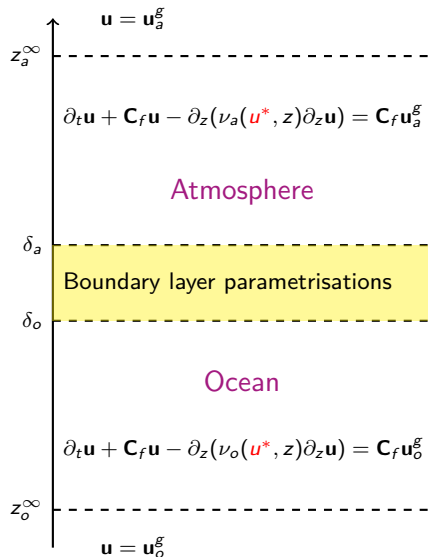 u = u_a^g
z_a^∞
∂_t u + C_f u − ∂_z(ν_a(u*, z)∂_z u) = C_f u_a^g
Atmosphere
δ_a
Boundary layer parametrisations
δ_o
Ocean
∂_t u + C_f u − ∂_z(ν_o(u*, z)∂_z u) = C_f u_o^g
z_o^∞
u = u_o^g